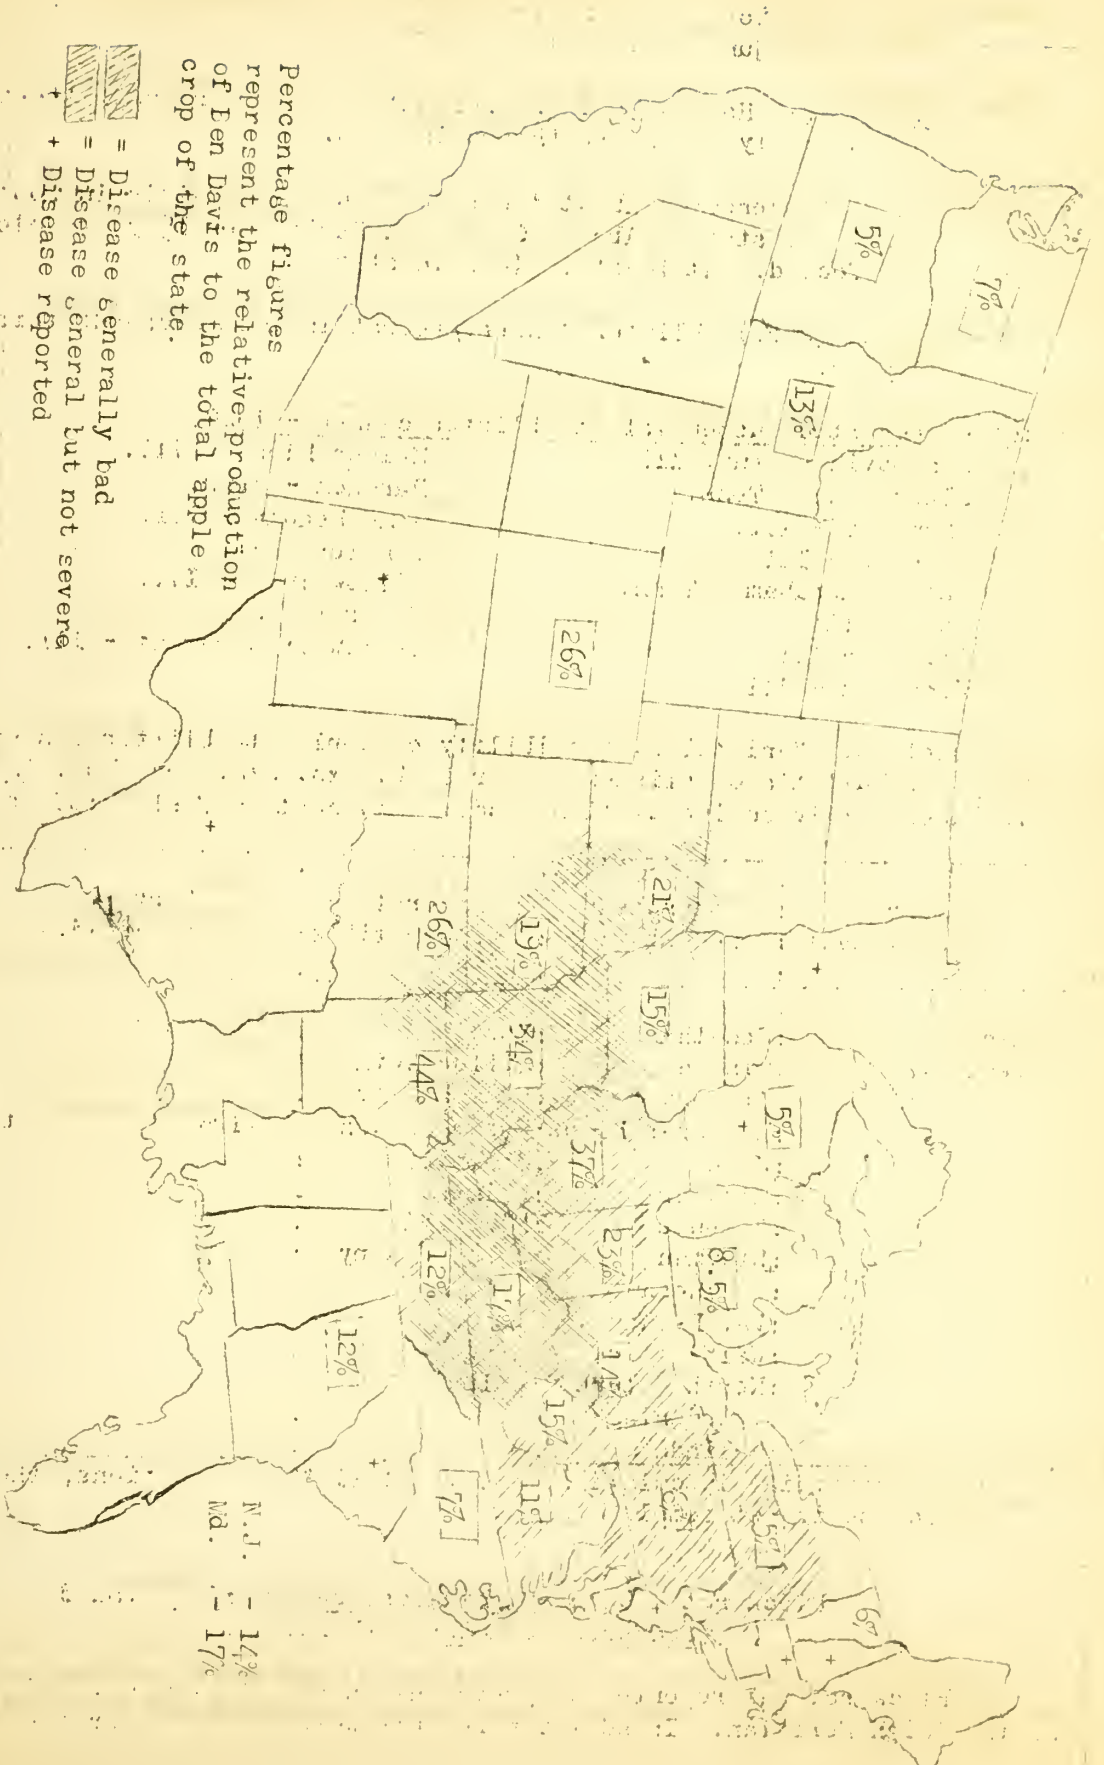 7%
5%
13%
26%
21%
15%
19%
26%
34%
44%
5%
37%
23%
8.5%
12%
17%
12%
15%
11%
7%
5%
6%
N.J. - 14%
Md. - 17%
Percentage figures
represent the relative production
of Ben Davis to the total apple
crop of the state.
= Disease generally bad
= Disease general but not severe
+ + Disease reported